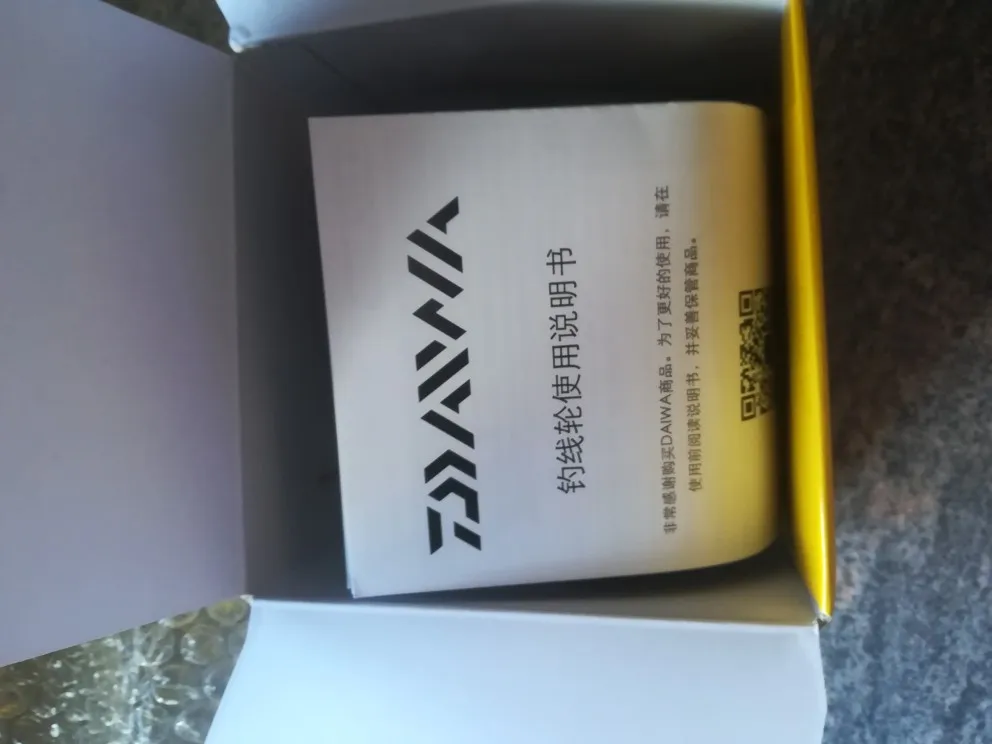 DAIWA
钓线轮使用说明书
非常感谢购买DAIWA商品。为了更好的使用，请在
使用前阅读说明书，并妥善保管商品。